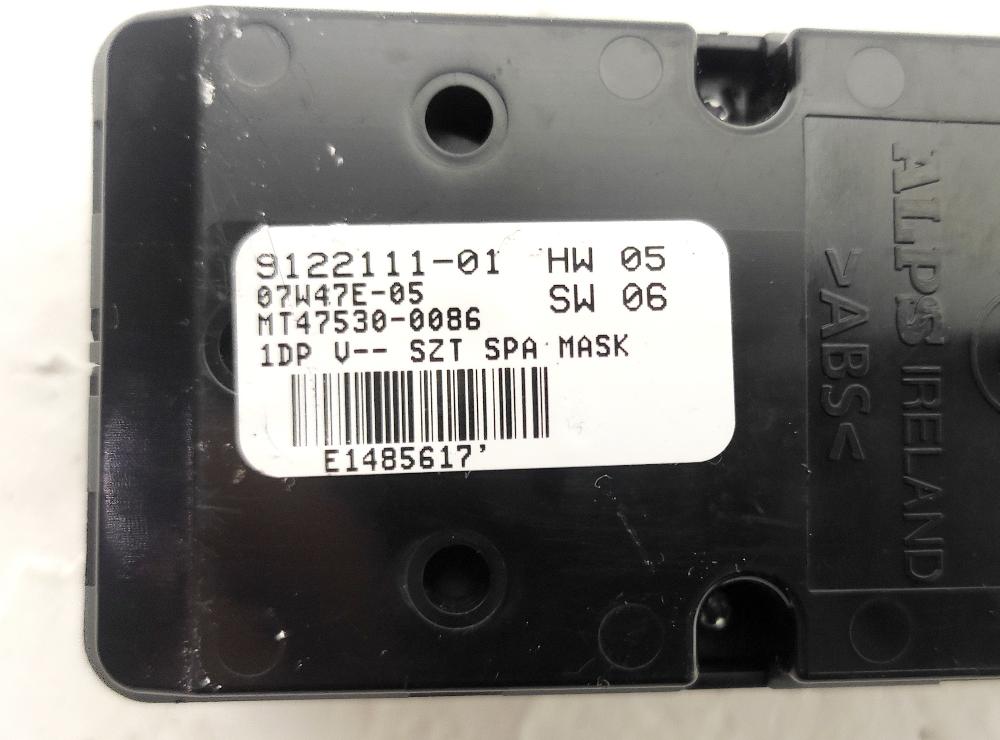 9122111-01 HW 05
07W47E-05 SW 06
MT47530-0086
1DP V-- SZT SPA MASK
E1485617'
ALPS IRELAND
>ABS<